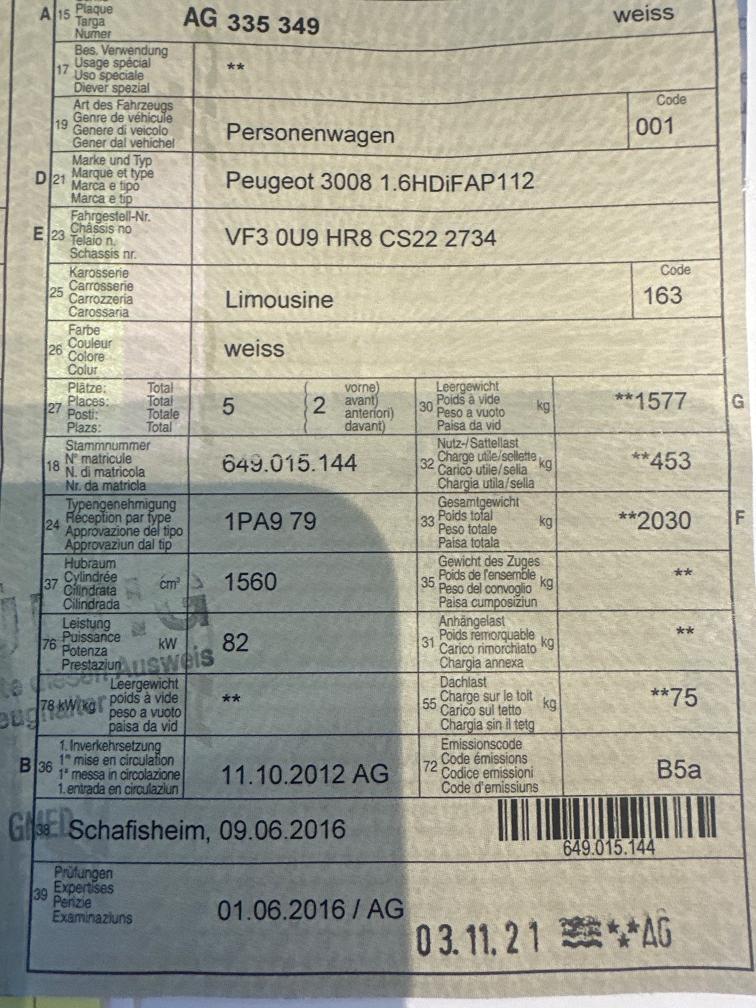 A 15 Plaque AG 335 349 weiss
Targa
Numer
17 Bes. Verwendung **
Usage spécial
Uso speciale
Diever spezial
19 Art des Fahrzeugs Personenwagen Code 001
Genre de véhicule
Genere di veicolo
Gener dal vehichel
D 21 Marke und Typ Peugeot 3008 1.6HDiFAP112
Marque et type
Marca e tipo
Marca e tip
E 23 Fahrgestell-Nr. VF3 0U9 HR8 CS22 2734
Châssis no
Telaio n.
Schassis nr.
25 Karosserie Limousine Code 163
Carrosserie
Carrozzeria
Carossaria
26 Farbe weiss
Couleur
Colore
Colur
27 Plätze: Total 5 ( 2 vorne)
Places: Total avant)
Posti: Totale anteriori)
Plazs: Total davant)
30 Leergewicht kg **1577 G
Poids à vide
Peso a vuoto
Paisa da vid
18 Stammnummer 649.015.144
N° matricule
N. di matricola
Nr. da matricla
32 Nutz-/Sattellast kg **453
Charge utile/sellette
Carico utile/sella
Chargia utila/sella
24 Typengenehmigung 1PA9 79
Réception par type
Approvazione del tipo
Approvaziun dal tip
33 Gesamtgewicht kg **2030 F
Poids total
Peso totale
Paisa totala
37 Hubraum cm³ 1560
Cylindrée
Cilindrata
Cilindrada
35 Gewicht des Zuges kg **
Poids de l'ensemble
Peso del convoglio
Paisa cumposiziun
76 Leistung kW 82
Puissance
Potenza
Prestaziun
31 Anhängelast kg **
Poids remorquable
Carico rimorchiato
Chargia annexa
78 kW/kg Leergewicht **
poids à vide
peso a vuoto
paisa da vid
55 Dachlast kg **75
Charge sur le toit
Carico sul tetto
Chargia sin il tetg
B 36 1. Inverkehrsetzung 11.10.2012 AG
1re mise en circulation
1a messa in circolazione
1. entrada en circulaziun
72 Emissionscode B5a
Code émissions
Codice emissioni
Code d'emissiuns
38 Schafisheim, 09.06.2016
649.015.144
39 Prüfungen 01.06.2016 / AG
Expertises
Perizie
Examinaziuns
03.11.21 AG
Ausweis